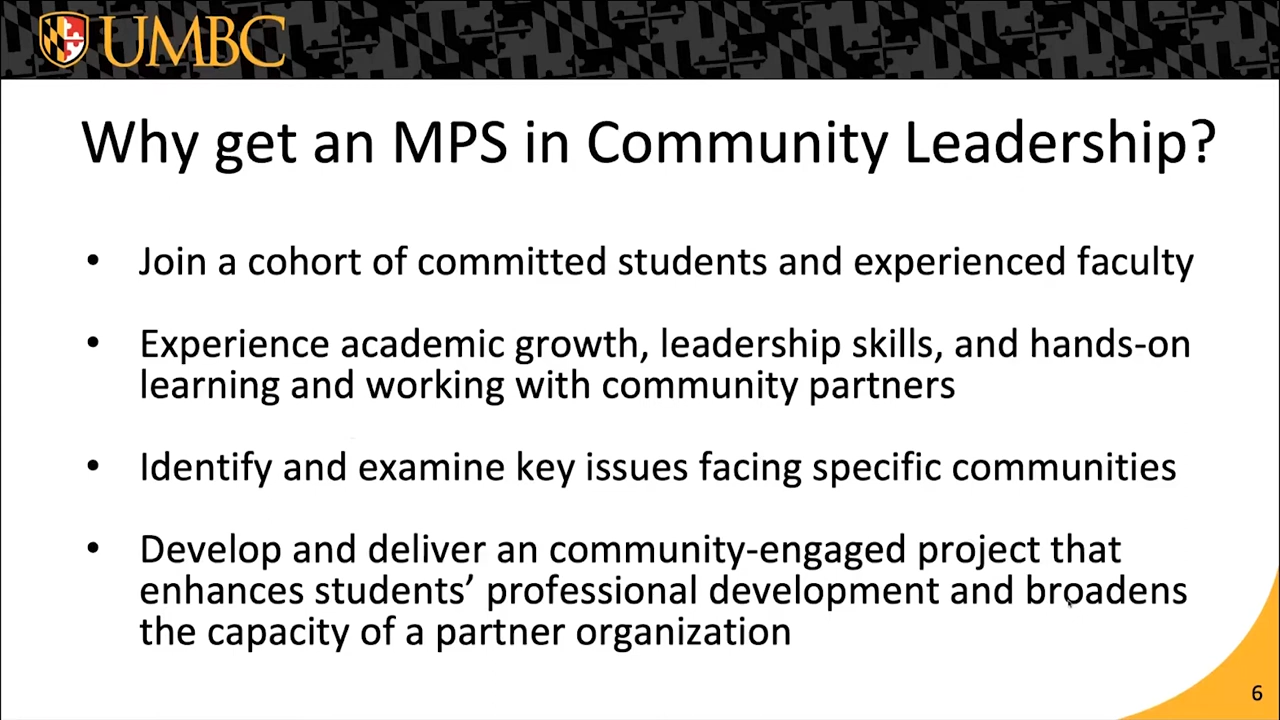 UMBC
Why get an MPS in Community Leadership?
• Join a cohort of committed students and experienced faculty
• Experience academic growth, leadership skills, and hands-on
learning and working with community partners
• Identify and examine key issues facing specific communities
• Develop and deliver an community-engaged project that
enhances students’ professional development and broadens
the capacity of a partner organization
6